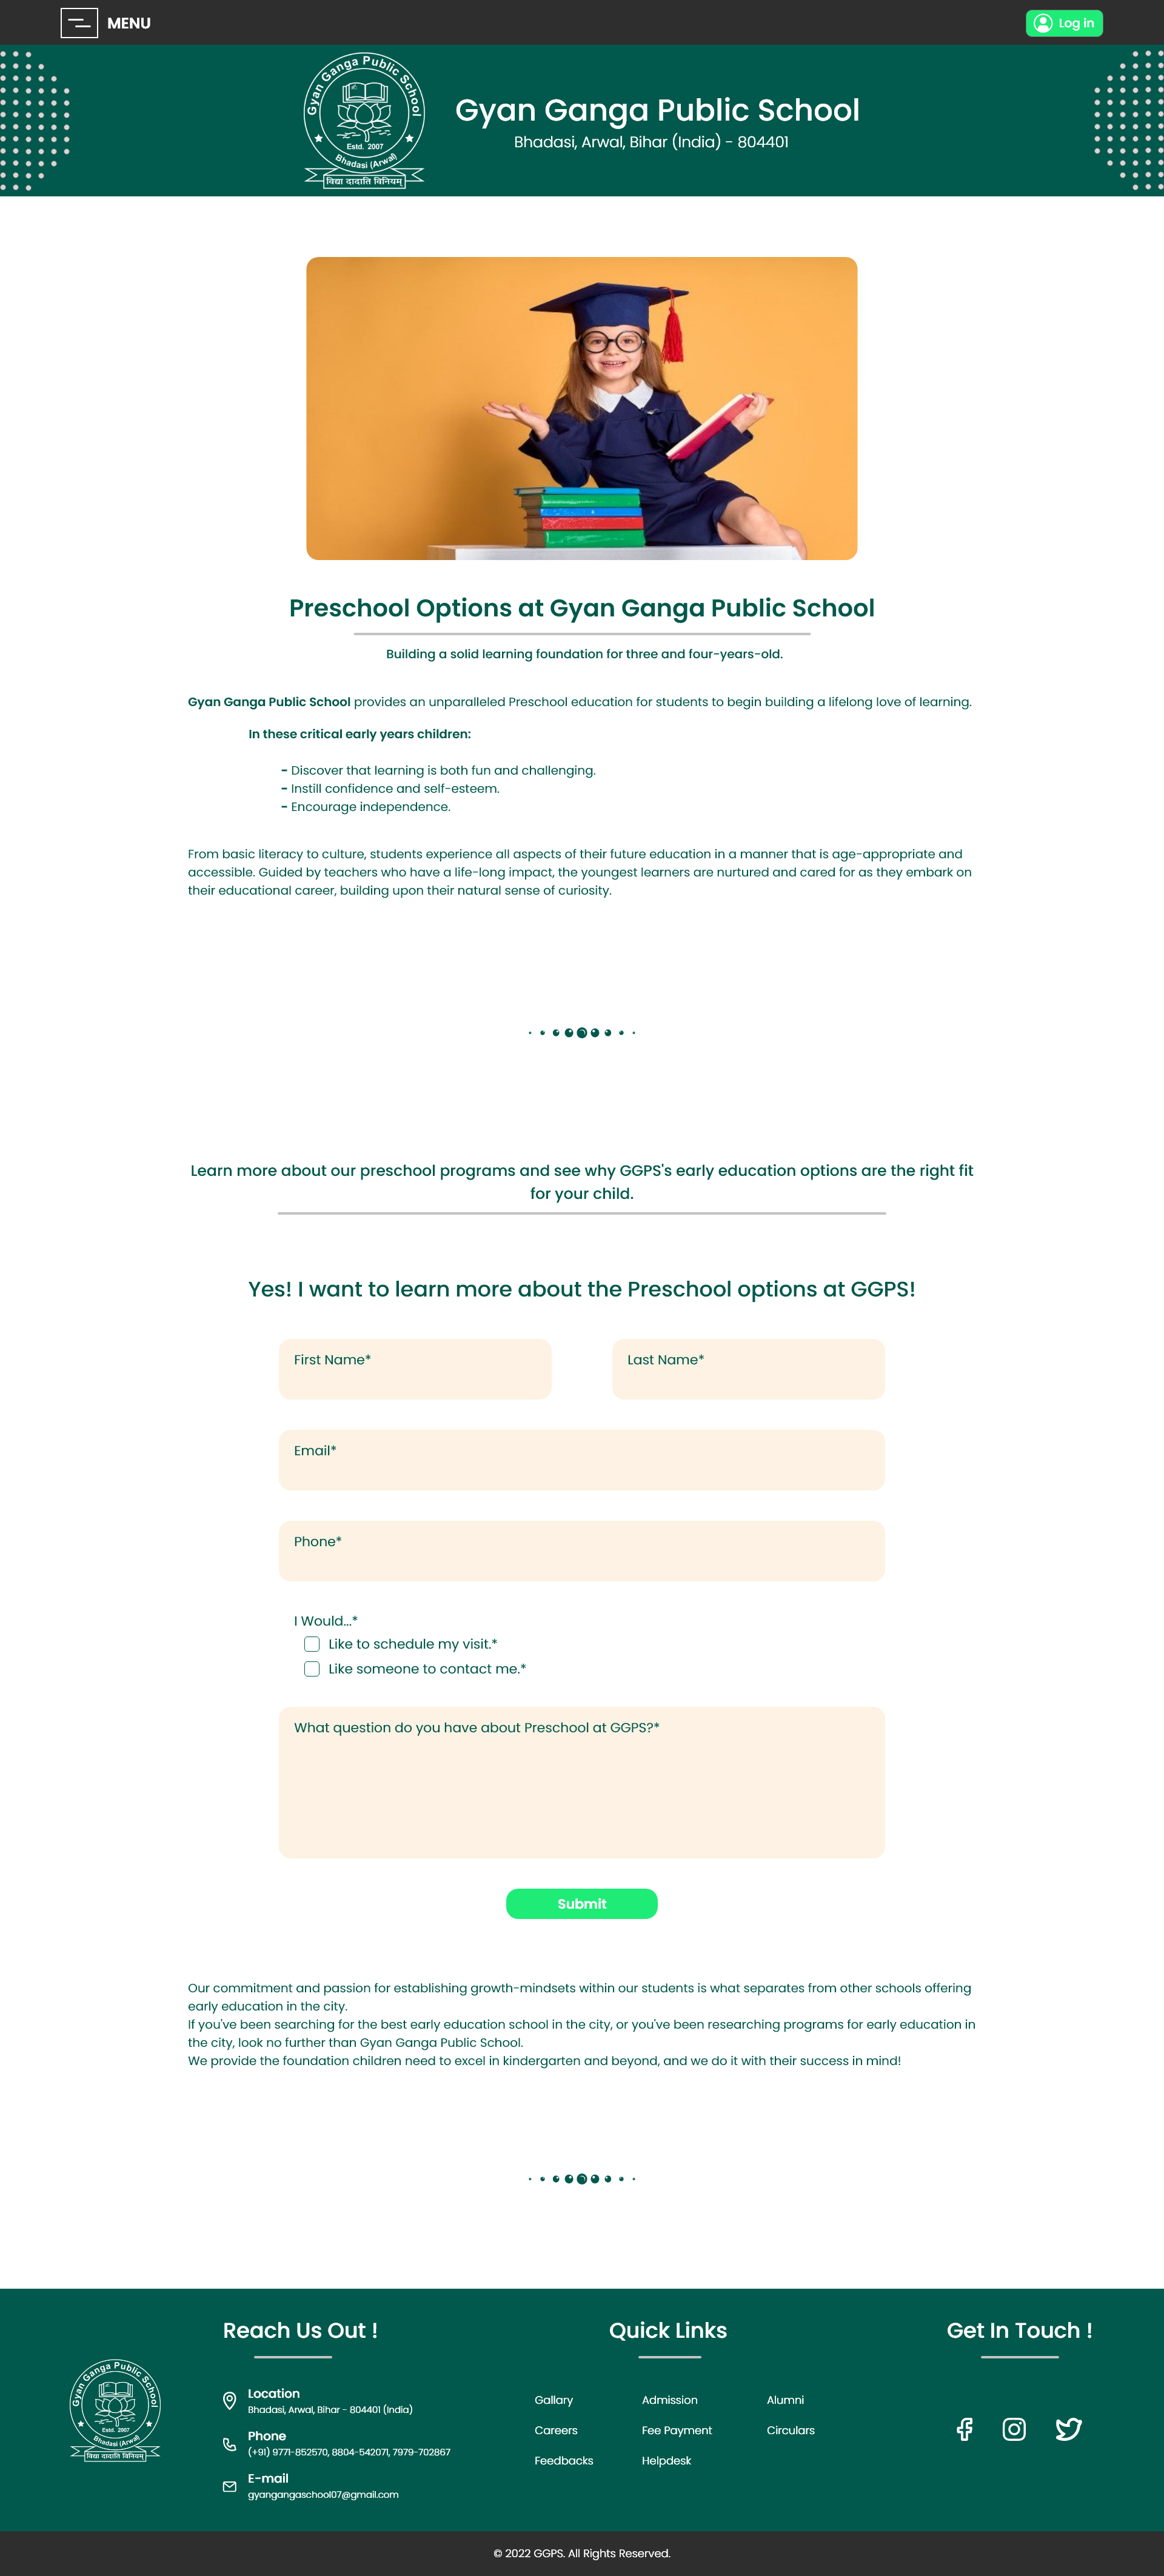 MENU
Log in
Gyan Ganga Public School
Estd. 2007
Bhadasi (Arwal)
विद्या दादाति विनियम्
Gyan Ganga Public School
Bhadasi, Arwal, Bihar (India) - 804401
Preschool Options at Gyan Ganga Public School
Building a solid learning foundation for three and four-years-old.
Gyan Ganga Public School provides an unparalleled Preschool education for students to begin building a lifelong love of learning.
In these critical early years children:
- Discover that learning is both fun and challenging.
- Instill confidence and self-esteem.
- Encourage independence.
From basic literacy to culture, students experience all aspects of their future education in a manner that is age-appropriate and
accessible. Guided by teachers who have a life-long impact, the youngest learners are nurtured and cared for as they embark on
their educational career, building upon their natural sense of curiosity.
Learn more about our preschool programs and see why GGPS's early education options are the right fit
for your child.
Yes! I want to learn more about the Preschool options at GGPS!
First Name*
Last Name*
Email*
Phone*
I Would...*
Like to schedule my visit.*
Like someone to contact me.*
What question do you have about Preschool at GGPS?*
Submit
Our commitment and passion for establishing growth-mindsets within our students is what separates from other schools offering
early education in the city.
If you've been searching for the best early education school in the city, or you've been researching programs for early education in
the city, look no further than Gyan Ganga Public School.
We provide the foundation children need to excel in kindergarten and beyond, and we do it with their success in mind!
Gyan Ganga Public School
Estd. 2007
Bhadasi (Arwal)
विद्या दादाति विनियम्
Reach Us Out !
Location
Bhadasi, Arwal, Bihar - 804401 (India)
Phone
(+91) 9771-852570, 8804-542071, 7979-702867
E-mail
gyangangaschool07@gmail.com
Quick Links
Gallary
Admission
Alumni
Careers
Fee Payment
Circulars
Feedbacks
Helpdesk
Get In Touch !
© 2022 GGPS. All Rights Reserved.